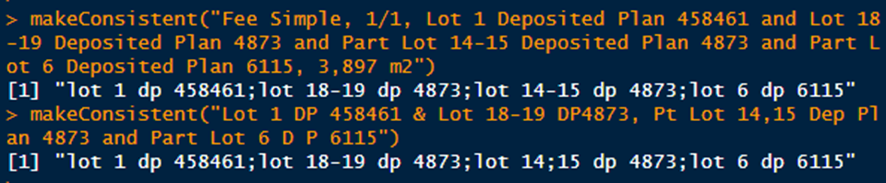 > makeConsistent("Fee Simple, 1/1, Lot 1 Deposited Plan 458461 and Lot 18
-19 Deposited Plan 4873 and Part Lot 14-15 Deposited Plan 4873 and Part L
ot 6 Deposited Plan 6115, 3,897 m2")
[1] "lot 1 dp 458461;lot 18-19 dp 4873;lot 14-15 dp 4873;lot 6 dp 6115"
> makeConsistent("Lot 1 DP 458461 & Lot 18-19 DP4873, Pt Lot 14,15 Dep Pl
an 4873 and Part Lot 6 D P 6115")
[1] "lot 1 dp 458461;lot 18-19 dp 4873;lot 14;15 dp 4873;lot 6 dp 6115"